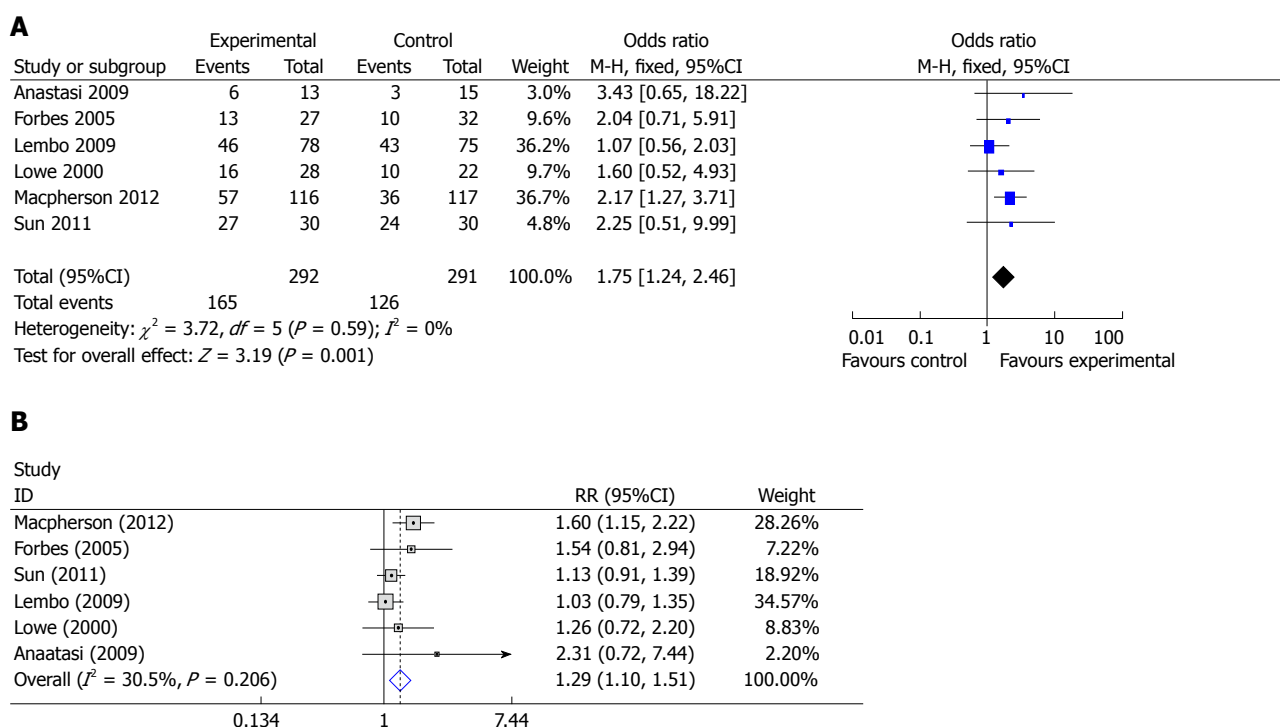 A
Experimental Control Odds ratio Odds ratio
Study or subgroup Events Total Events Total Weight M-H, fixed, 95%CI M-H, fixed, 95%CI
Anastasi 2009 6 13 3 15 3.0% 3.43 [0.65, 18.22]
Forbes 2005 13 27 10 32 9.6% 2.04 [0.71, 5.91]
Lembo 2009 46 78 43 75 36.2% 1.07 [0.56, 2.03]
Lowe 2000 16 28 10 22 9.7% 1.60 [0.52, 4.93]
Macpherson 2012 57 116 36 117 36.7% 2.17 [1.27, 3.71]
Sun 2011 27 30 24 30 4.8% 2.25 [0.51, 9.99]
Total (95%CI) 292 291 100.0% 1.75 [1.24, 2.46]
Total events 165 126
Heterogeneity: χ² = 3.72, df = 5 (P = 0.59); I² = 0%
Test for overall effect: Z = 3.19 (P = 0.001)
0.01 0.1 1 10 100
Favours control Favours experimental
B
Study
ID RR (95%CI) Weight
Macpherson (2012) 1.60 (1.15, 2.22) 28.26%
Forbes (2005) 1.54 (0.81, 2.94) 7.22%
Sun (2011) 1.13 (0.91, 1.39) 18.92%
Lembo (2009) 1.03 (0.79, 1.35) 34.57%
Lowe (2000) 1.26 (0.72, 2.20) 8.83%
Anaatasi (2009) 2.31 (0.72, 7.44) 2.20%
Overall (I² = 30.5%, P = 0.206) 1.29 (1.10, 1.51) 100.00%
0.134 1 7.44